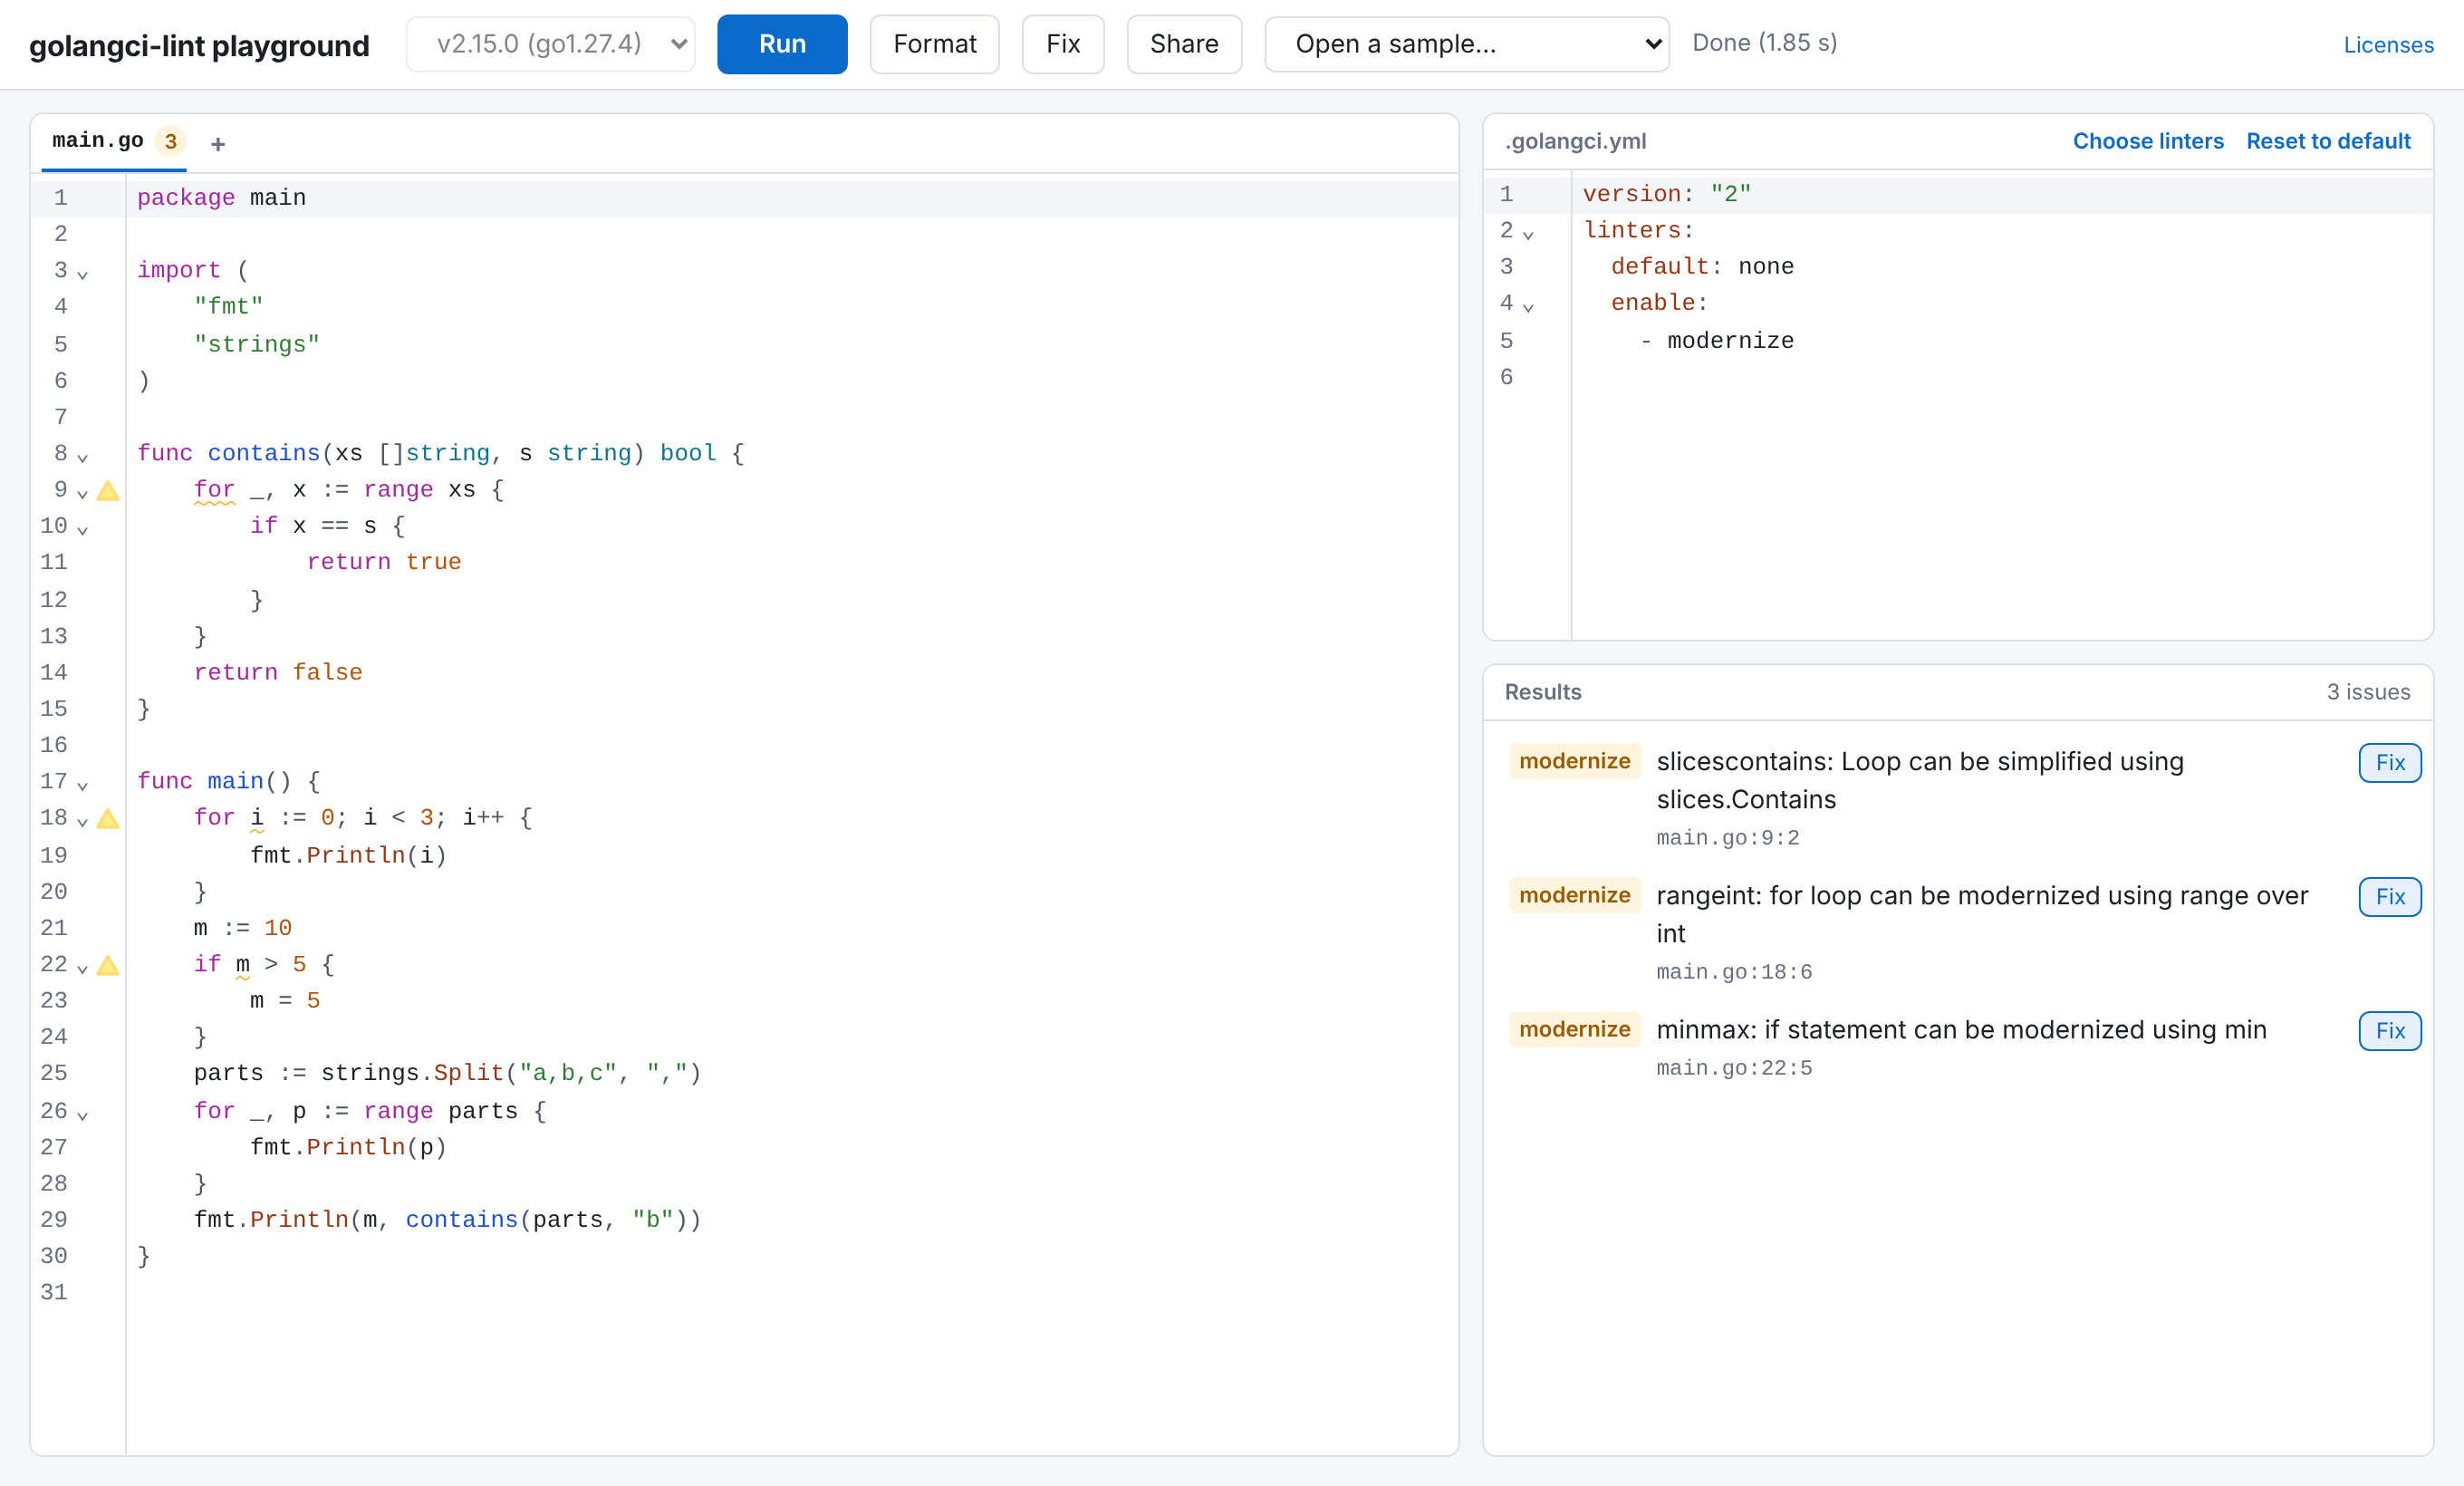 golangci-lint playground
v2.15.0 (go1.27.4)
Run
Format
Fix
Share
Open a sample...
Done (1.85 s)
Licenses
main.go 3 +
1 package main
2
3 import (
4     "fmt"
5     "strings"
6 )
7
8 func contains(xs []string, s string) bool {
9     for _, x := range xs {
10         if x == s {
11             return true
12         }
13     }
14     return false
15 }
16
17 func main() {
18     for i := 0; i < 3; i++ {
19         fmt.Println(i)
20     }
21     m := 10
22     if m > 5 {
23         m = 5
24     }
25     parts := strings.Split("a,b,c", ",")
26     for _, p := range parts {
27         fmt.Println(p)
28     }
29     fmt.Println(m, contains(parts, "b"))
30 }
31
.golangci.yml
Choose linters
Reset to default
1 version: "2"
2 linters:
3   default: none
4   enable:
5     - modernize
6
Results
3 issues
modernize
slicescontains: Loop can be simplified using
slices.Contains
main.go:9:2
Fix
modernize
rangeint: for loop can be modernized using range over
int
main.go:18:6
Fix
modernize
minmax: if statement can be modernized using min
main.go:22:5
Fix